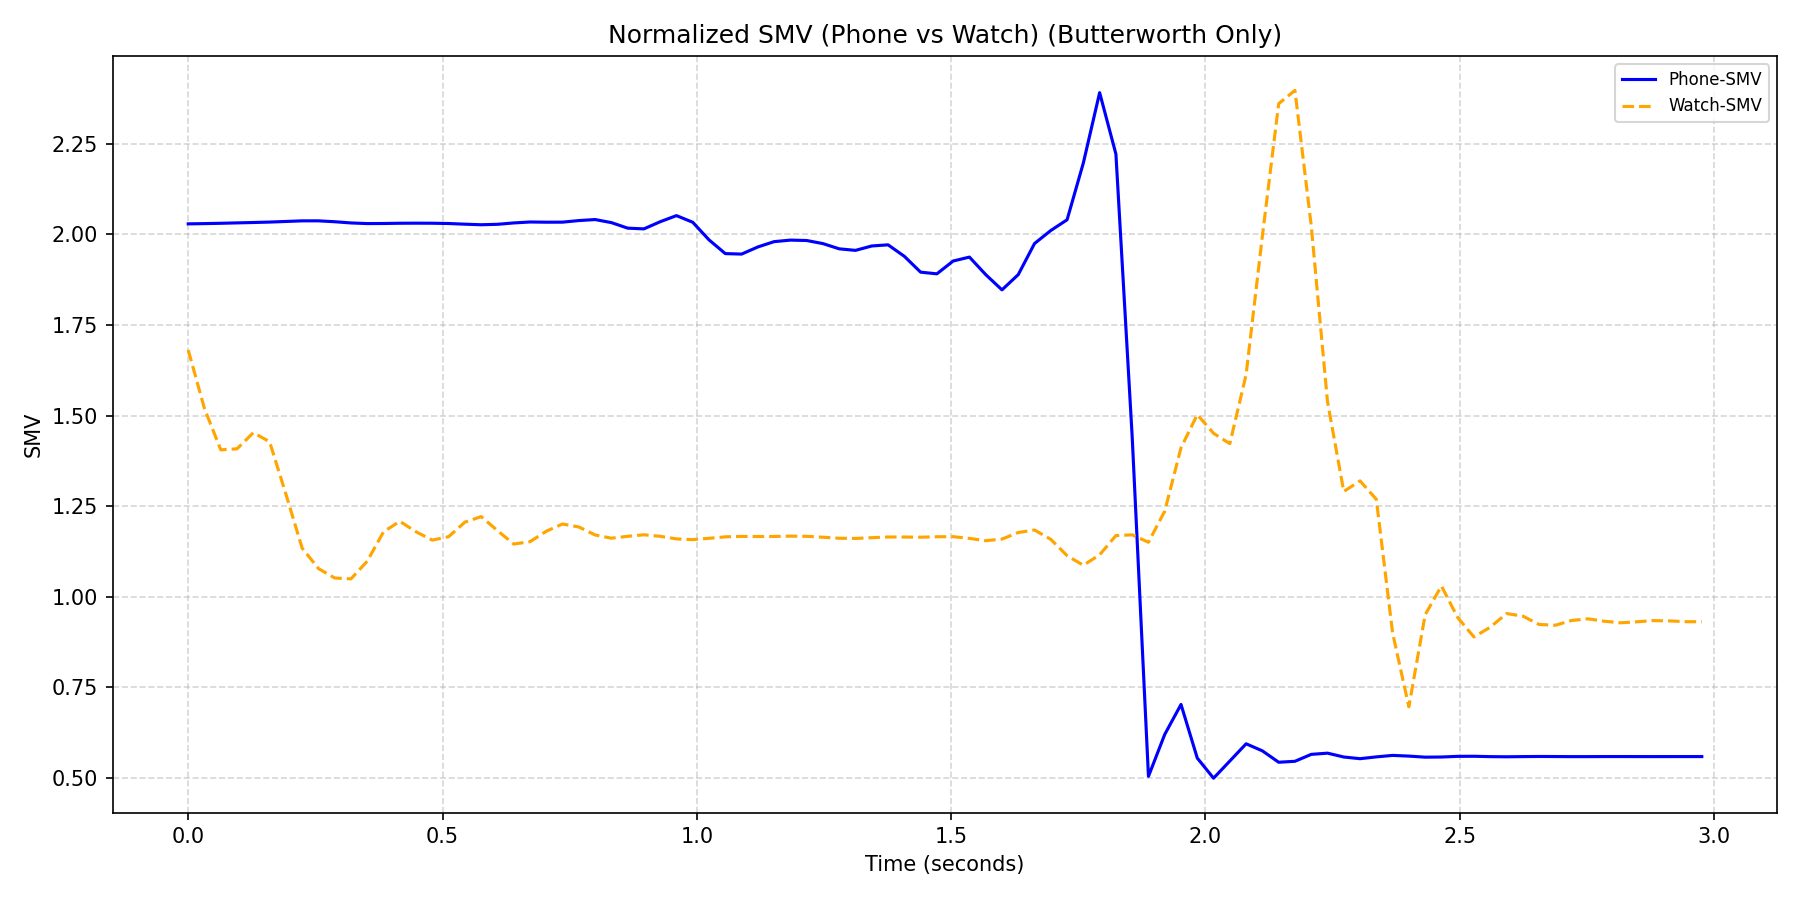 Normalized SMV (Phone vs Watch) (Butterworth Only)
Phone-SMV
Watch-SMV
2.25
2.00
1.75
1.50
1.25
1.00
0.75
0.50
SMV
0.0 0.5 1.0 1.5 2.0 2.5 3.0
Time (seconds)